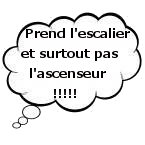 Prend l'escalier
et surtout pas
l'ascenseur
!!!!!